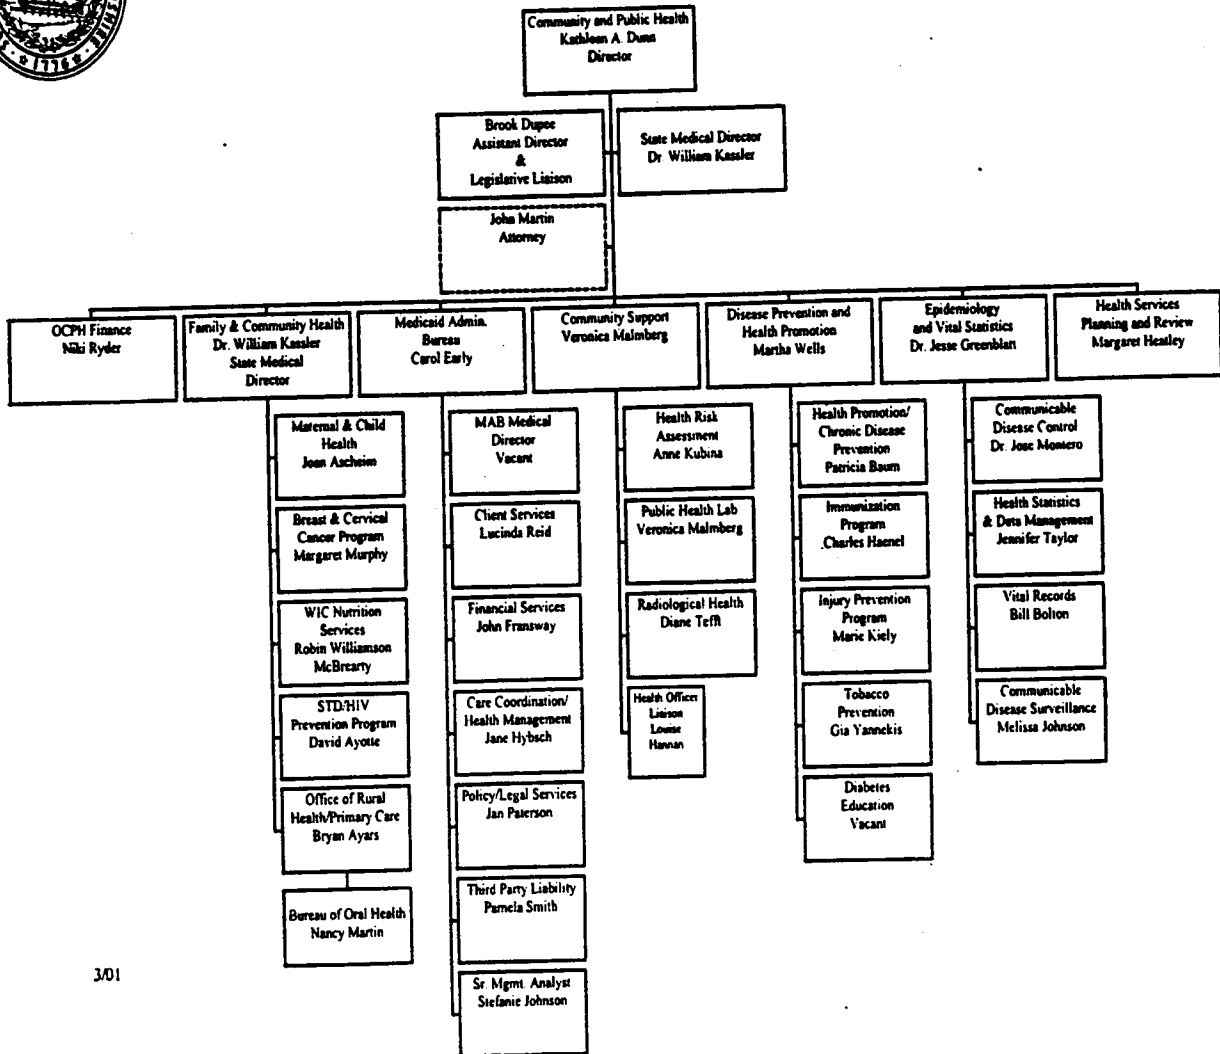 1776
Community and Public Health
Kathleen A. Dunn
Director
Brook Dupee
Assistant Director
&
Legislative Liaison
State Medical Director
Dr. William Kassler
John Martin
Attorney
OCPH Finance
Niki Ryder
Family & Community Health
Dr. William Kassler
State Medical
Director
Medicaid Admin.
Bureau
Carol Early
Community Support
Veronica Malmberg
Disease Prevention and
Health Promotion
Martha Wells
Epidemiology
and Vital Statistics
Dr. Jesse Greenblatt
Health Services
Planning and Review
Margaret Heatley
Maternal & Child
Health
Joan Ascheim
Breast & Cervical
Cancer Program
Margaret Murphy
WIC Nutrition
Services
Robin Williamson
McBrearty
STD/HIV
Prevention Program
David Ayotte
Office of Rural
Health/Primary Care
Bryan Ayars
Bureau of Oral Health
Nancy Martin
MAB Medical
Director
Vacant
Client Services
Lucinda Reid
Financial Services
John Fransway
Care Coordination/
Health Management
Jane Hybsch
Policy/Legal Services
Jan Paterson
Third Party Liability
Pamela Smith
Sr. Mgmt. Analyst
Stefanie Johnson
Health Risk
Assessment
Anne Kubina
Public Health Lab
Veronica Malmberg
Radiological Health
Diane Tefft
Health Officer
Liaison
Louise
Hannan
Health Promotion/
Chronic Disease
Prevention
Patricia Baum
Immunization
Program
Charles Haenel
Injury Prevention
Program
Marie Kiely
Tobacco
Prevention
Gia Yannekis
Diabetes
Education
Vacant
Communicable
Disease Control
Dr. Jose Montero
Health Statistics
& Data Management
Jennifer Taylor
Vital Records
Bill Bolton
Communicable
Disease Surveillance
Melissa Johnson
3/01